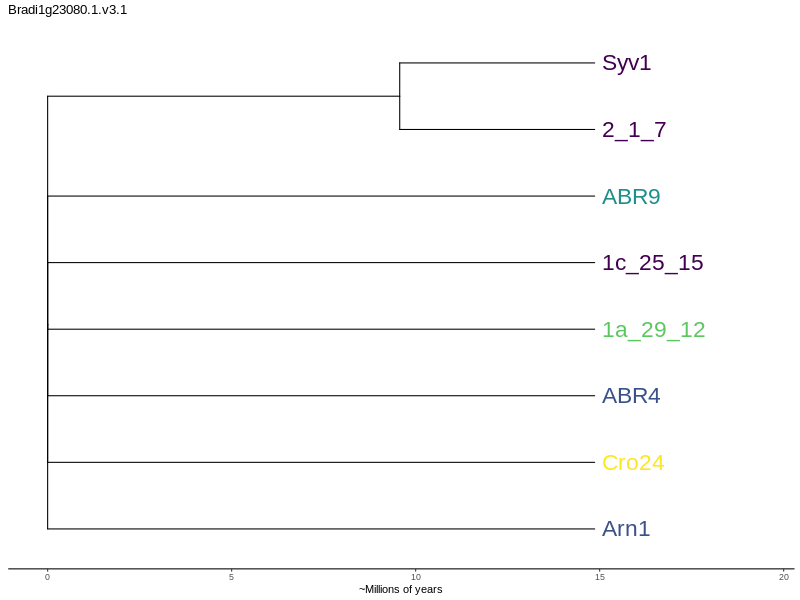 Bradi1g23080.1.v3.1
Syv1
2_1_7
ABR9
1c_25_15
1a_29_12
ABR4
Cro24
Arn1
0 5 10 15 20
~Millions of years